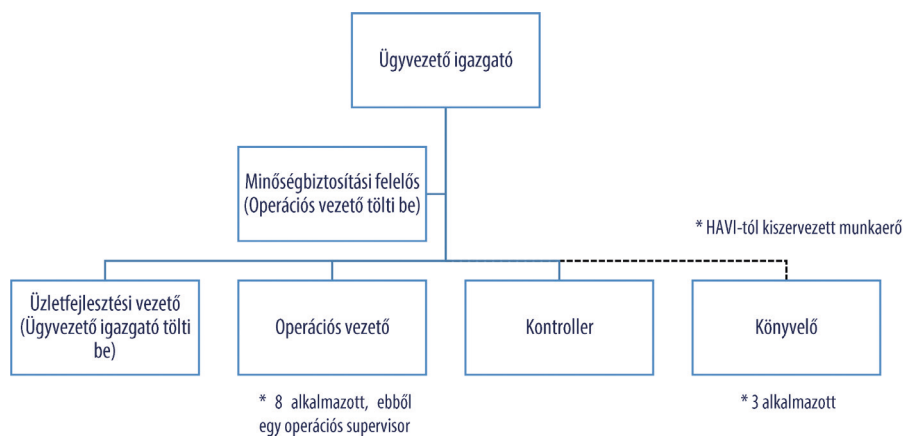 Ügyvezető igazgató
Minőségbiztosítási felelős
(Operációs vezető tölti be)
* HAVI-tól kiszervezett munkaerő
Üzletfejlesztési vezető
(Ügyvezető igazgató tölti
be)
Operációs vezető
Kontroller
Könyvelő
* 8 alkalmazott, ebből
egy operációs supervisor
* 3 alkalmazott